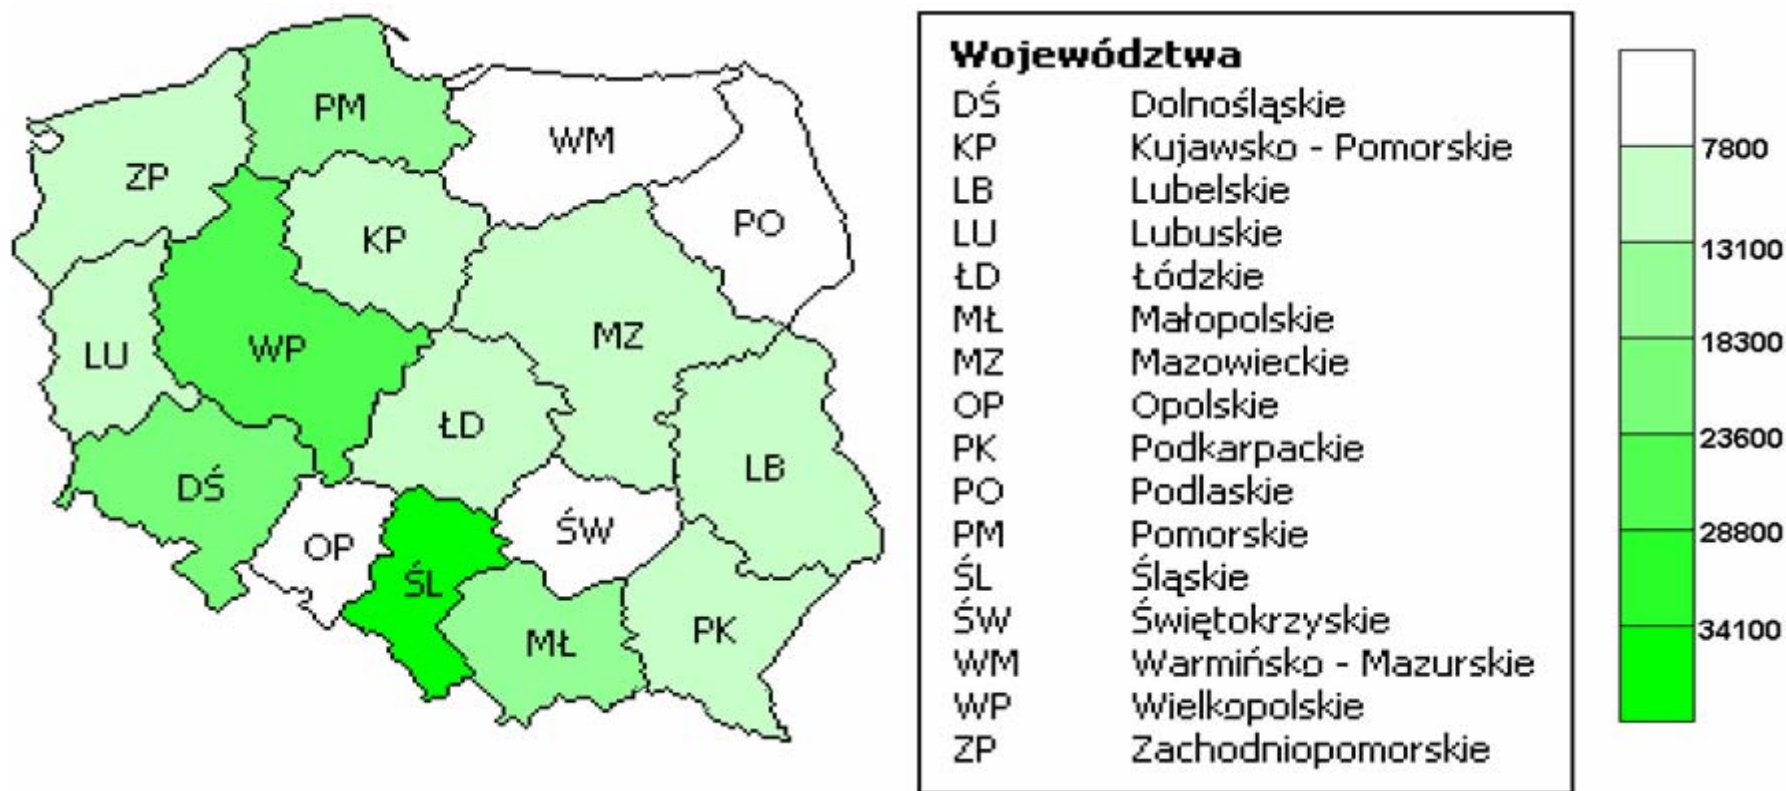 PM
WM
ZP
PO
KP
MZ
WP
LU
ŁD
LB
DŚ
ŚW
OP
ŚL
PK
MŁ
Województwa
DŚ Dolnośląskie
KP Kujawsko - Pomorskie
LB Lubelskie
LU Lubuskie
ŁD Łódzkie
MŁ Małopolskie
MZ Mazowieckie
OP Opolskie
PK Podkarpackie
PO Podlaskie
PM Pomorskie
ŚL Śląskie
ŚW Świętokrzyskie
WM Warmińsko - Mazurskie
WP Wielkopolskie
ZP Zachodniopomorskie
7800
13100
18300
23600
28800
34100